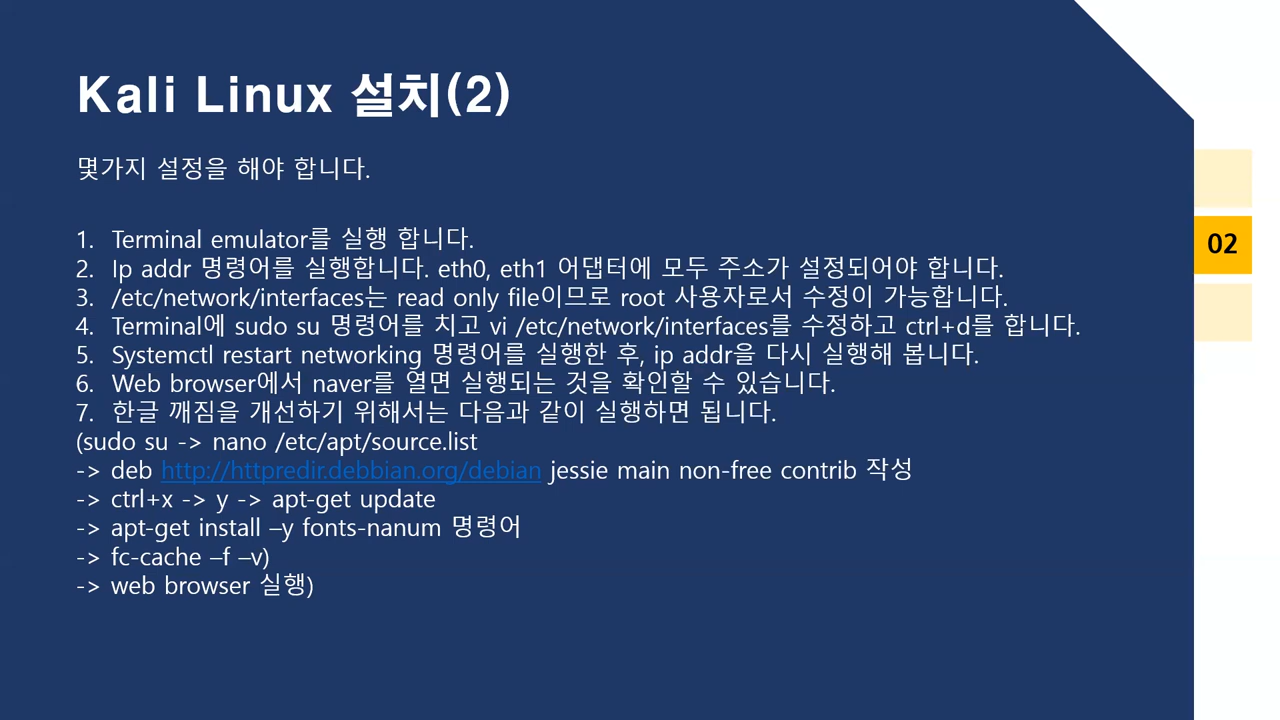 Kali Linux 설치(2)
몇가지 설정을 해야 합니다.
1. Terminal emulator를 실행 합니다.
2. Ip addr 명령어를 실행합니다. eth0, eth1 어댑터에 모두 주소가 설정되어야 합니다.
3. /etc/network/interfaces는 read only file이므로 root 사용자로서 수정이 가능합니다.
4. Terminal에 sudo su 명령어를 치고 vi /etc/network/interfaces를 수정하고 ctrl+d를 합니다.
5. Systemctl restart networking 명령어를 실행한 후, ip addr을 다시 실행해 봅니다.
6. Web browser에서 naver를 열면 실행되는 것을 확인할 수 있습니다.
7. 한글 깨짐을 개선하기 위해서는 다음과 같이 실행하면 됩니다.
(sudo su -> nano /etc/apt/source.list
-> deb http://httpredir.debbian.org/debian jessie main non-free contrib 작성
-> ctrl+x -> y -> apt-get update
-> apt-get install –y fonts-nanum 명령어
-> fc-cache –f –v)
-> web browser 실행)
02